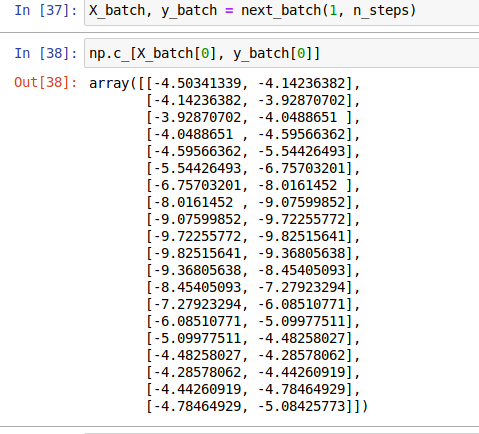 In [37]: X_batch, y_batch = next_batch(1, n_steps)
In [38]: np.c_[X_batch[0], y_batch[0]]
Out[38]: array([[-4.50341339, -4.14236382],
[-4.14236382, -3.92870702],
[-3.92870702, -4.0488651 ],
[-4.0488651 , -4.59566362],
[-4.59566362, -5.54426493],
[-5.54426493, -6.75703201],
[-6.75703201, -8.0161452 ],
[-8.0161452 , -9.07599852],
[-9.07599852, -9.72255772],
[-9.72255772, -9.82515641],
[-9.82515641, -9.36805638],
[-9.36805638, -8.45405093],
[-8.45405093, -7.27923294],
[-7.27923294, -6.08510771],
[-6.08510771, -5.09977511],
[-5.09977511, -4.48258027],
[-4.48258027, -4.28578062],
[-4.28578062, -4.44260919],
[-4.44260919, -4.78464929],
[-4.78464929, -5.08425773]])